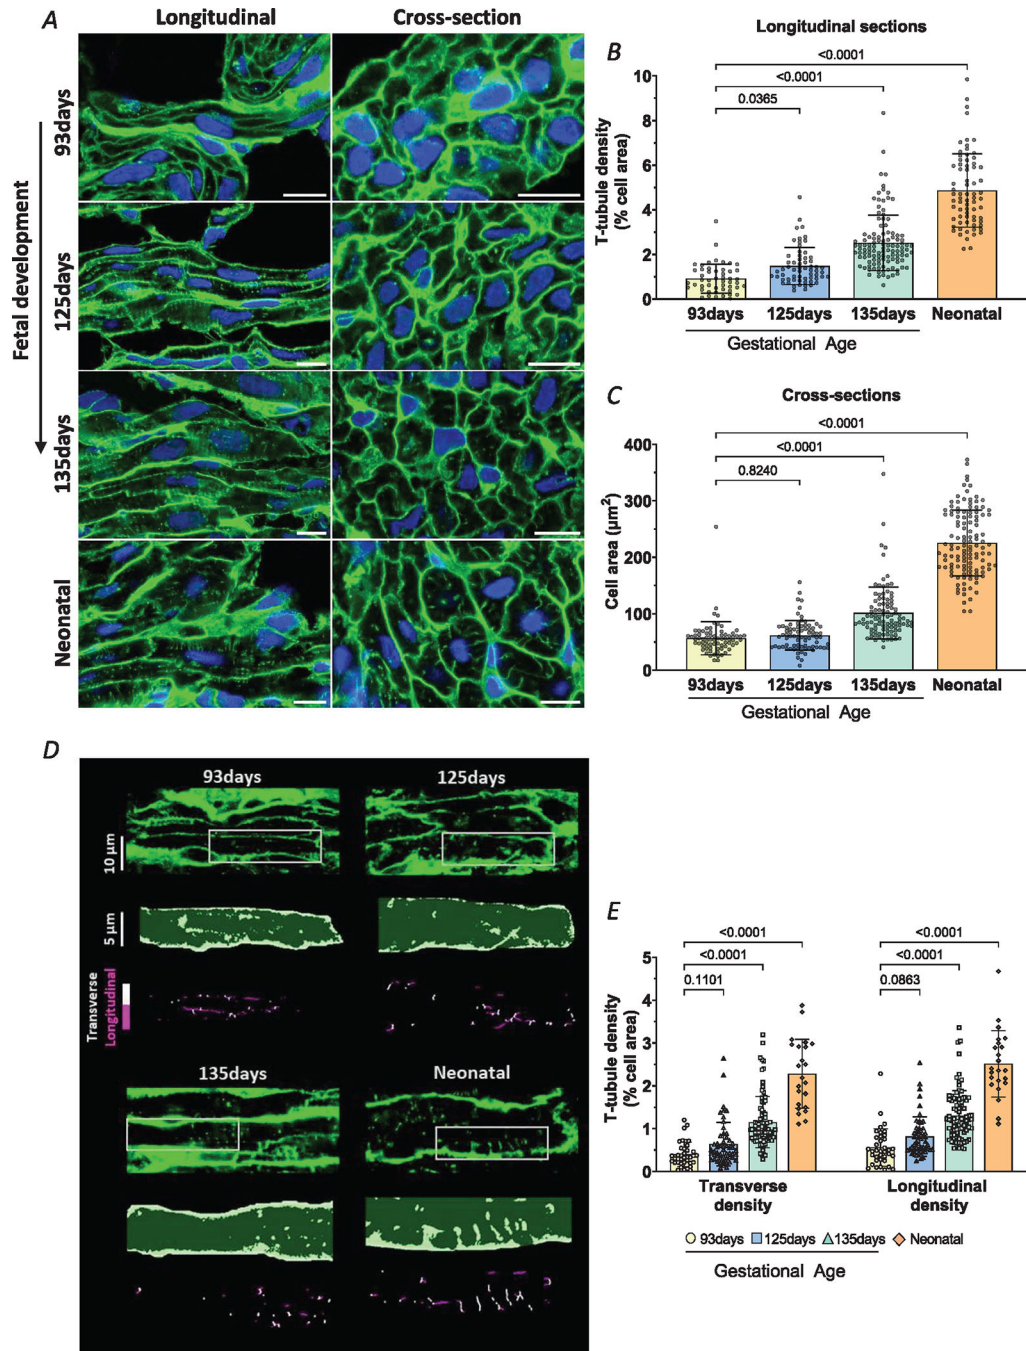 A
Longitudinal
Cross-section
Fetal development
93days
125days
135days
Neonatal
B
Longitudinal sections
<0.0001
<0.0001
0.0365
T-tubule density
(% cell area)
10
8
6
4
2
0
93days
125days
135days
Neonatal
Gestational Age
C
Cross-sections
<0.0001
<0.0001
0.8240
Cell area (µm²)
400
300
200
100
0
93days
125days
135days
Neonatal
Gestational Age
D
93days
125days
10 µm
5 µm
Transverse
Longitudinal
135days
Neonatal
E
<0.0001
<0.0001
0.1101
<0.0001
<0.0001
0.0863
T-tubule density
(% cell area)
5
4
3
2
1
0
Transverse
density
Longitudinal
density
93days
125days
135days
Neonatal
Gestational Age